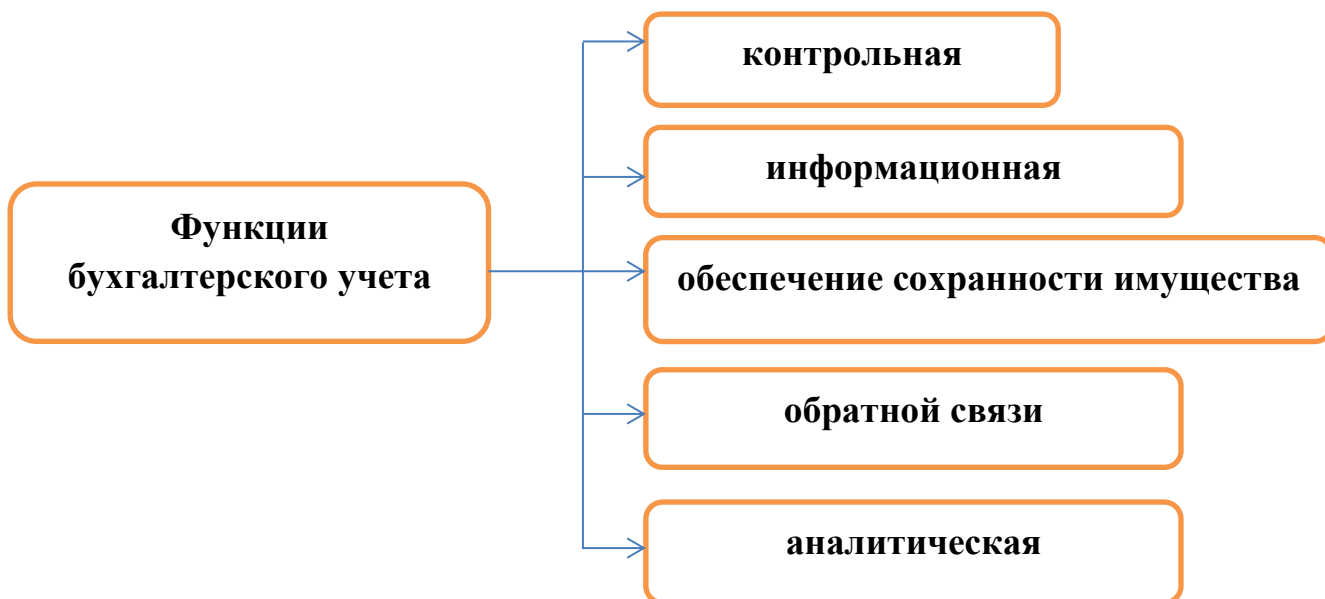 контрольная
информационная
Функции
бухгалтерского учета
обеспечение сохранности имущества
обратной связи
аналитическая